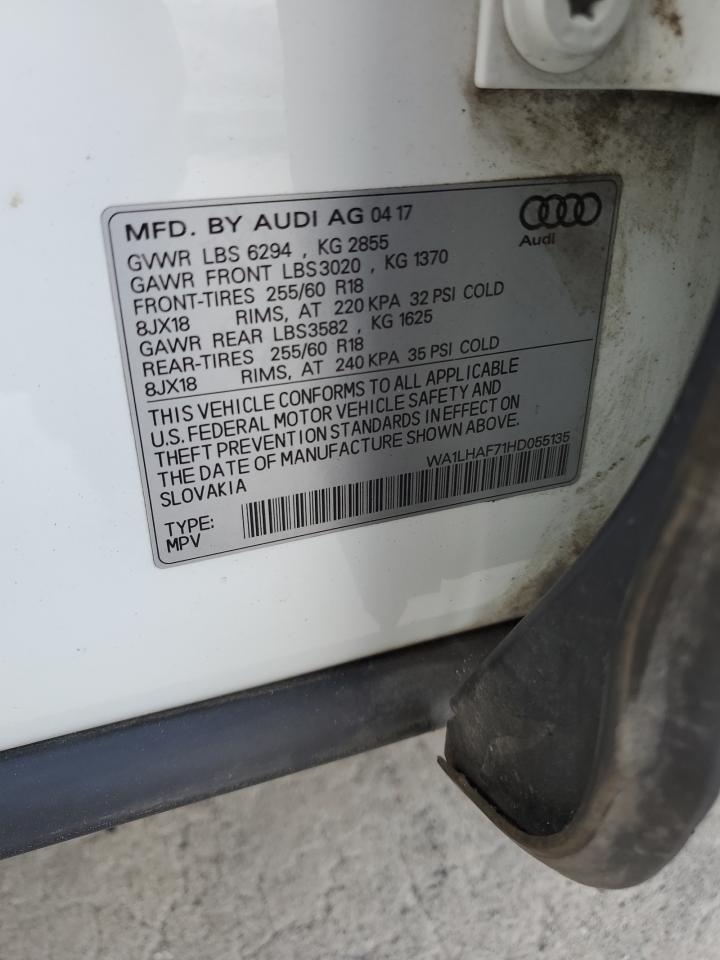 MFD. BY AUDI AG 04 17
Audi
GVWR LBS 6294 , KG 2855
GAWR FRONT LBS3020 , KG 1370
FRONT-TIRES 255/60 R18
8JX18 RIMS, AT 220 KPA 32 PSI COLD
GAWR REAR LBS3582 , KG 1625
REAR-TIRES 255/60 R18
8JX18 RIMS, AT 240 KPA 35 PSI COLD
THIS VEHICLE CONFORMS TO ALL APPLICABLE
U.S. FEDERAL MOTOR VEHICLE SAFETY AND
THEFT PREVENTION STANDARDS IN EFFECT ON
THE DATE OF MANUFACTURE SHOWN ABOVE.
SLOVAKIA WA1LHAF71HD055135
TYPE:
MPV